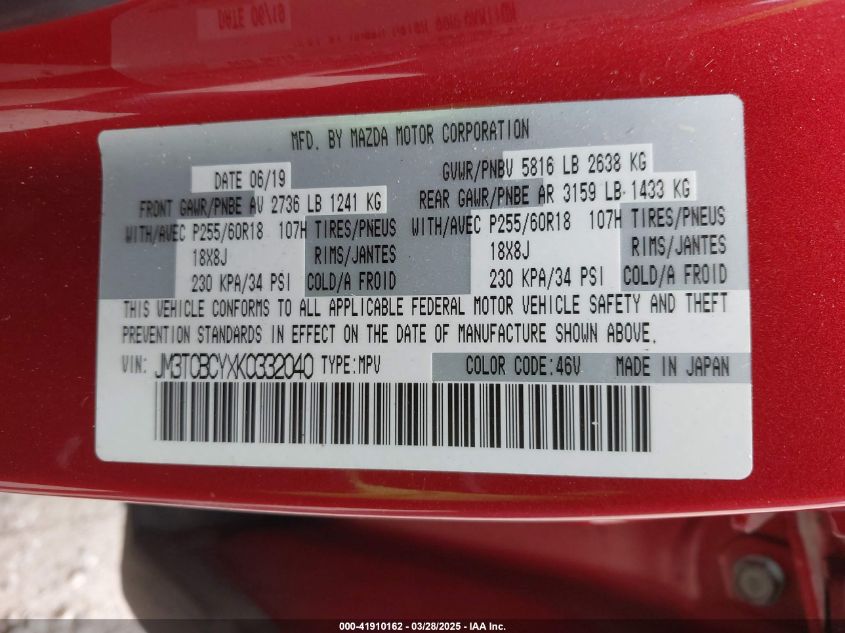 MFD. BY MAZDA MOTOR CORPORATION
DATE 06/19
GVWR/PNBV 5816 LB 2638 KG
FRONT GAWR/PNBE AV 2736 LB 1241 KG
REAR GAWR/PNBE AR 3159 LB 1433 KG
WITH/AVEC P255/60R18 107H TIRES/PNEUS
WITH/AVEC P255/60R18 107H TIRES/PNEUS
18X8J RIMS/JANTES
18X8J RIMS/JANTES
230 KPA/34 PSI COLD/A FROID
230 KPA/34 PSI COLD/A FROID
THIS VEHICLE CONFORMS TO ALL APPLICABLE FEDERAL MOTOR VEHICLE SAFETY AND THEFT
PREVENTION STANDARDS IN EFFECT ON THE DATE OF MANUFACTURE SHOWN ABOVE.
VIN: JM3TCBCYXK0332040 TYPE:MPV COLOR CODE:46V MADE IN JAPAN
000-41910162 - 03/28/2025 - IAA Inc.